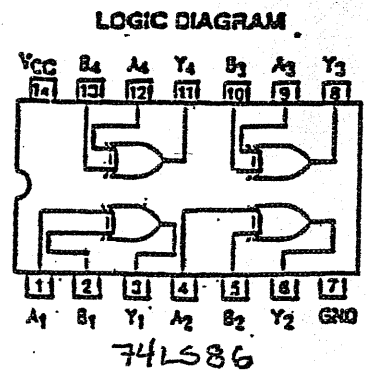 LOGIC DIAGRAM
VCC B4 A4 Y4 B3 A3 Y3
14 13 12 11 10 9 8
1 2 3 4 5 6 7
A1 B1 Y1 A2 B2 Y2 GND
74LS86